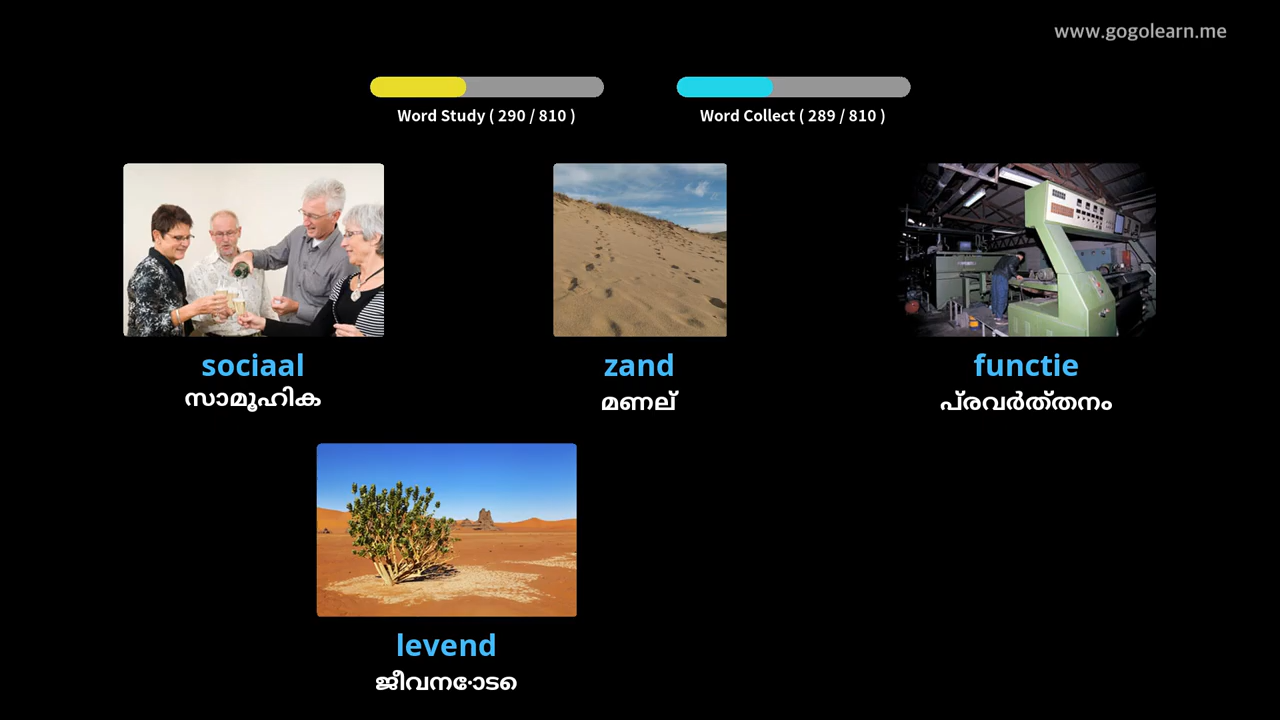 www.gogolearn.me
Word Study ( 290 / 810 )
Word Collect ( 289 / 810 )
sociaal
സാമൂഹിക
zand
മണല്
functie
പ്രവർത്തനം
levend
ജീവനോടെ